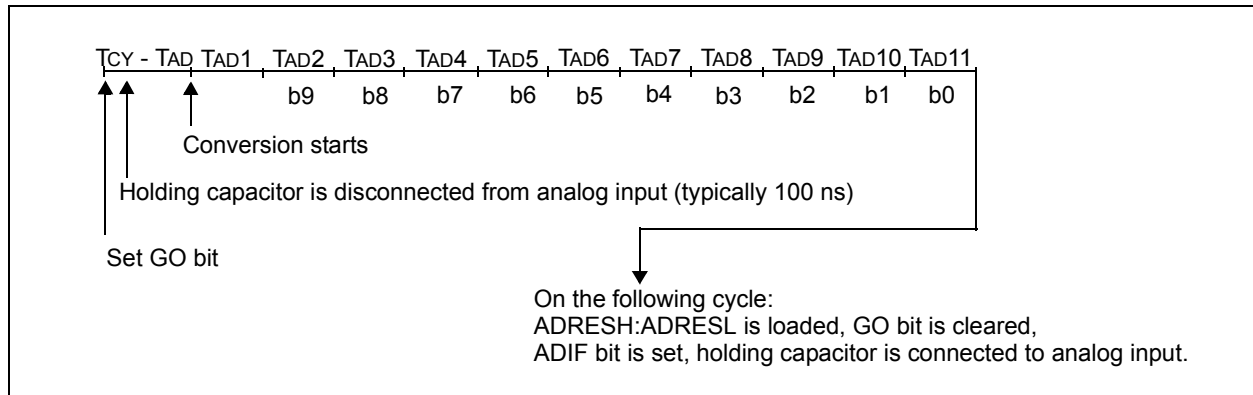 TCY - TAD TAD1 TAD2 TAD3 TAD4 TAD5 TAD6 TAD7 TAD8 TAD9 TAD10 TAD11
b9 b8 b7 b6 b5 b4 b3 b2 b1 b0
Conversion starts
Holding capacitor is disconnected from analog input (typically 100 ns)
Set GO bit
On the following cycle:
ADRESH:ADRESL is loaded, GO bit is cleared,
ADIF bit is set, holding capacitor is connected to analog input.